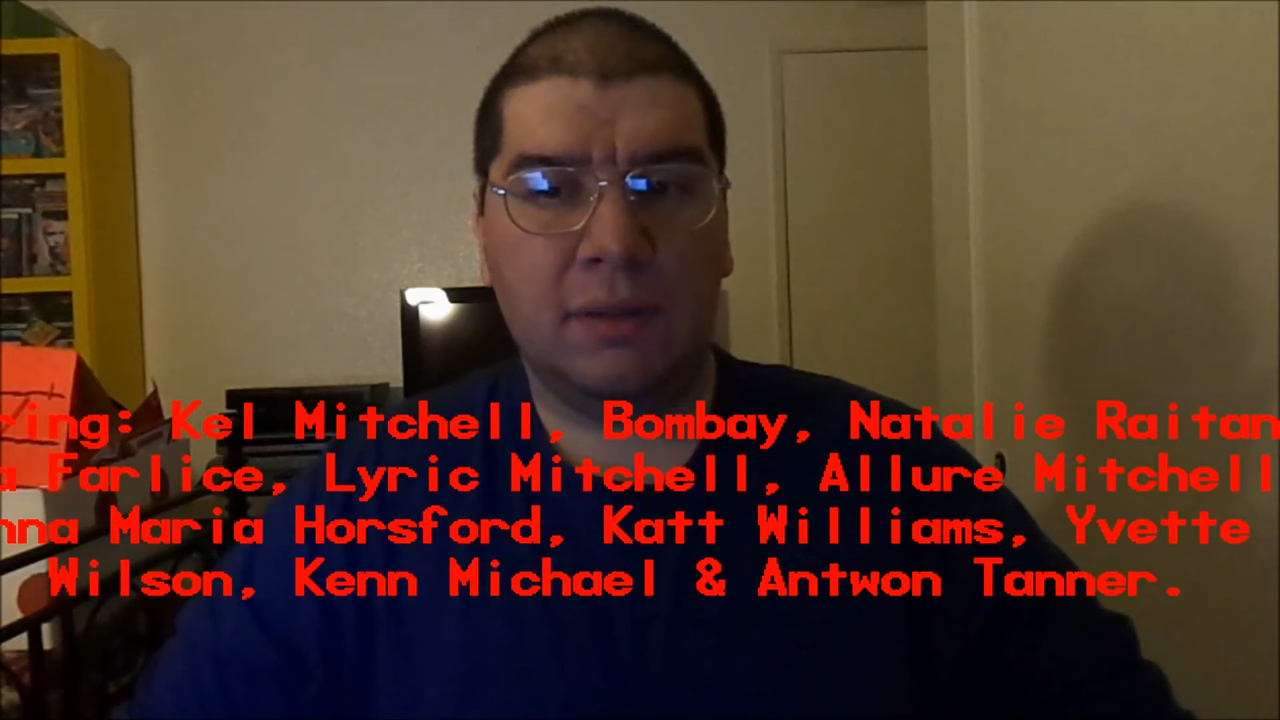 ring: Kel Mitchell, Bombay, Natalie Raitan
a Farlice, Lyric Mitchell, Allure Mitchell
nna Maria Horsford, Katt Williams, Yvette
Wilson, Kenn Michael & Antwon Tanner.